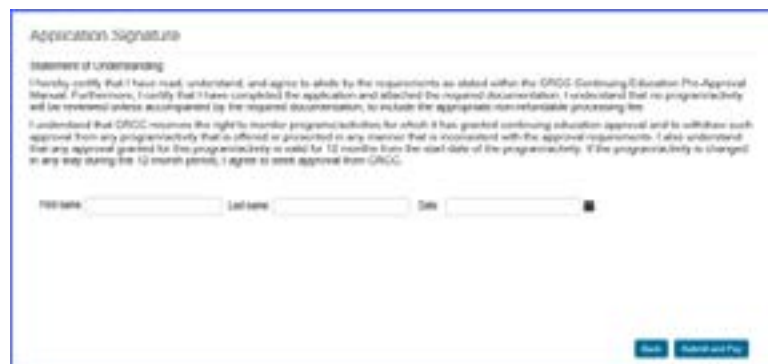 Application Signature
Statement of Understanding
I hereby certify that I have read, understand, and agree to abide by the requirements as stated within the CRCC Continuing Education Pre-Approval
Manual. Furthermore, I certify that I have completed the application and attached the required documentation. I understand that no program/activity
will be reviewed unless accompanied by the required documentation, to include the appropriate non-refundable processing fee.
I understand that CRCC reserves the right to monitor programs/activities for which it has granted continuing education approval and to withdraw such
approval from any program/activity that is offered or presented in any manner that is inconsistent with the approval requirements. I also understand
that any approval granted for this program/activity is valid for 12 months from the start date of the program/activity. If the program/activity is changed
in any way during the 12 month period, I agree to seek approval from CRCC.
First name Last name Date
Back Submit and Pay